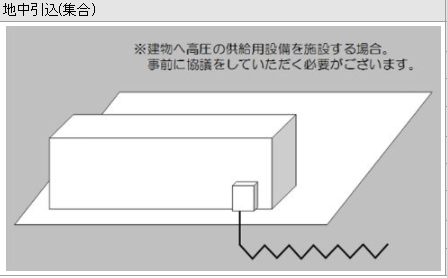 地中引込(集合)
※建物へ高圧の供給用設備を施設する場合。
事前に協議をしていただく必要がございます。